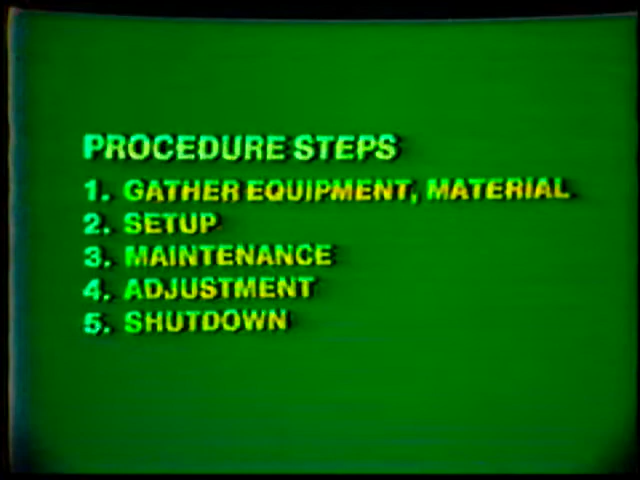 PROCEDURE STEPS
1. GATHER EQUIPMENT, MATERIAL
2. SETUP
3. MAINTENANCE
4. ADJUSTMENT
5. SHUTDOWN